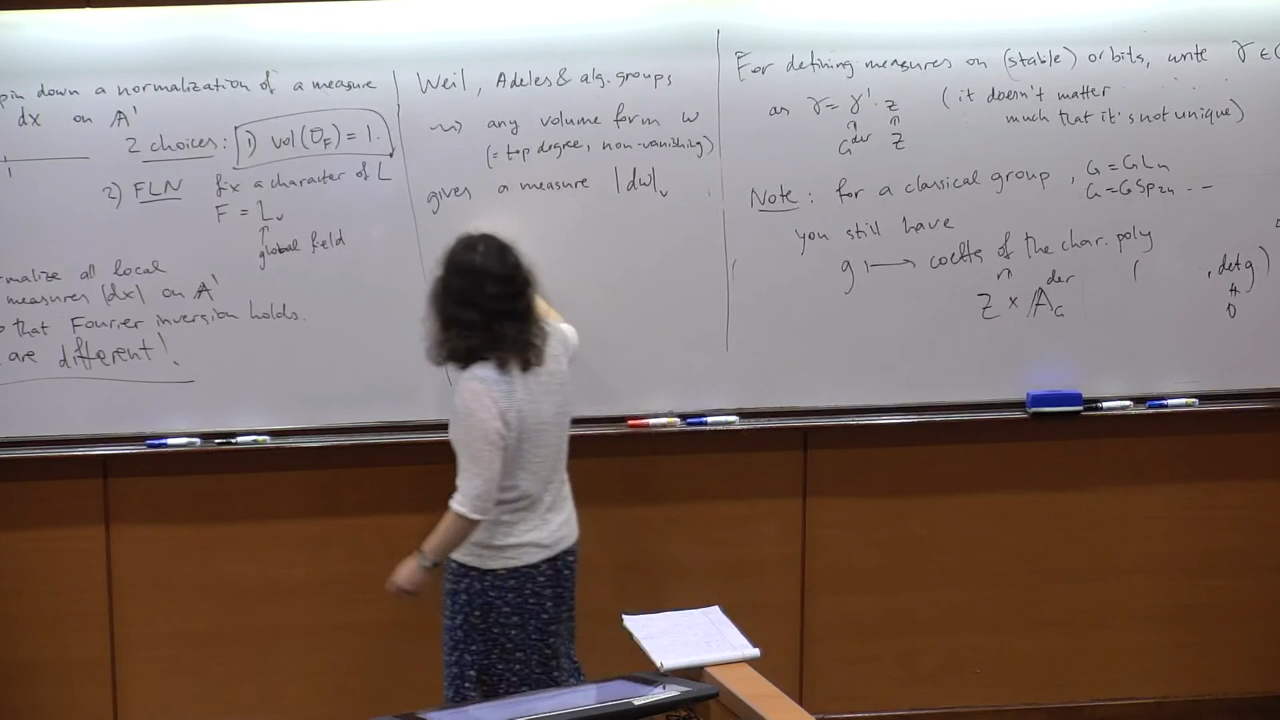 pin down a normalization of a measure
dx on 𝔸¹
2 choices: 1) vol(O_F) = 1.
2) FLN fix a character of L
F = L_v
↑
global field
malize all local
measures |dx| on 𝔸¹
that Fourier inversion holds.
are different!
Weil, Adeles & alg. groups
⇝ any volume form ω
(= top degree, non-vanishing)
gives a measure |dω|_v
For defining measures on (stable) orbits, write γ ∈
as γ = γ' · z (it doesn't matter
much that it's not unique)
↑ ↑
G^der Z
Note: for a classical group, G = GL_n
G = GSp_2n ...
you still have
g ↦ coeffs of the char. poly
Z × 𝔸_G^der ( , det g)
≠
0